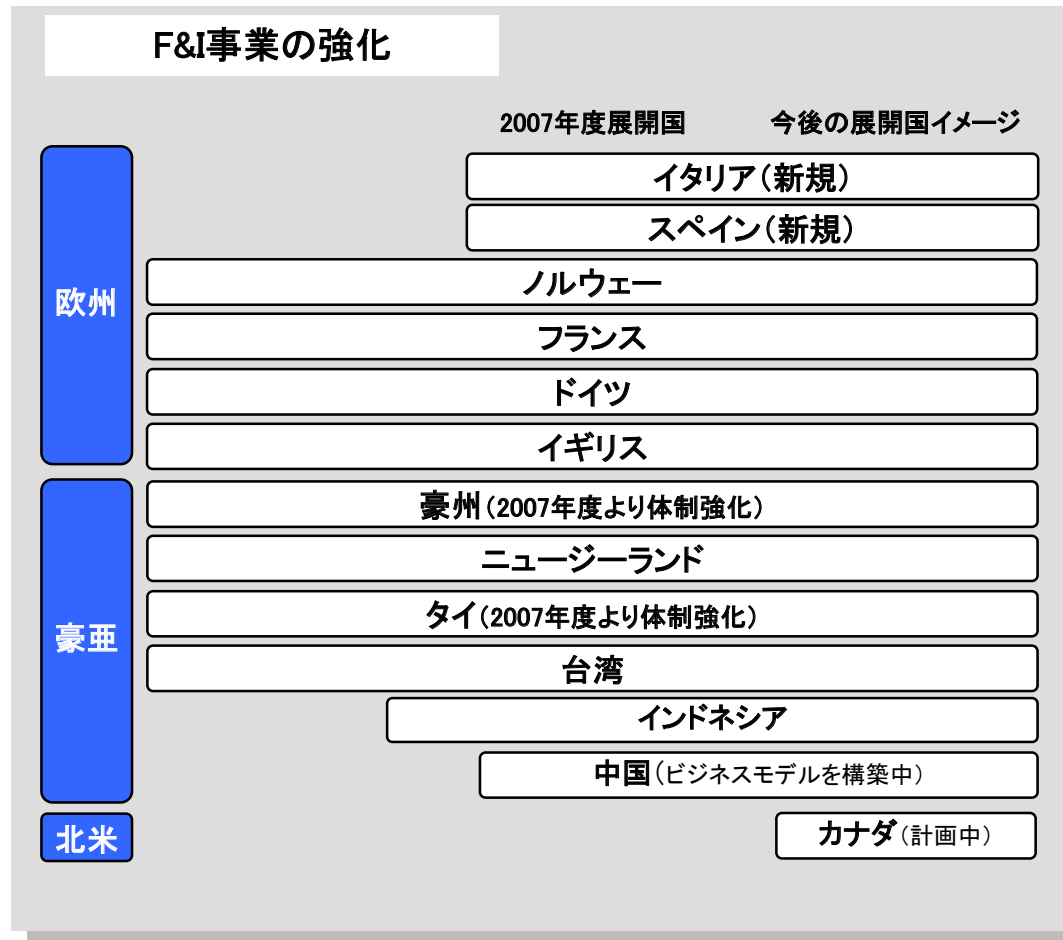 F&I事業の強化
2007年度展開国 今後の展開国イメージ
欧州
イタリア(新規)
スペイン(新規)
ノルウェー
フランス
ドイツ
イギリス
豪亜
豪州(2007年度より体制強化)
ニュージーランド
タイ(2007年度より体制強化)
台湾
インドネシア
中国(ビジネスモデルを構築中)
北米
カナダ(計画中)